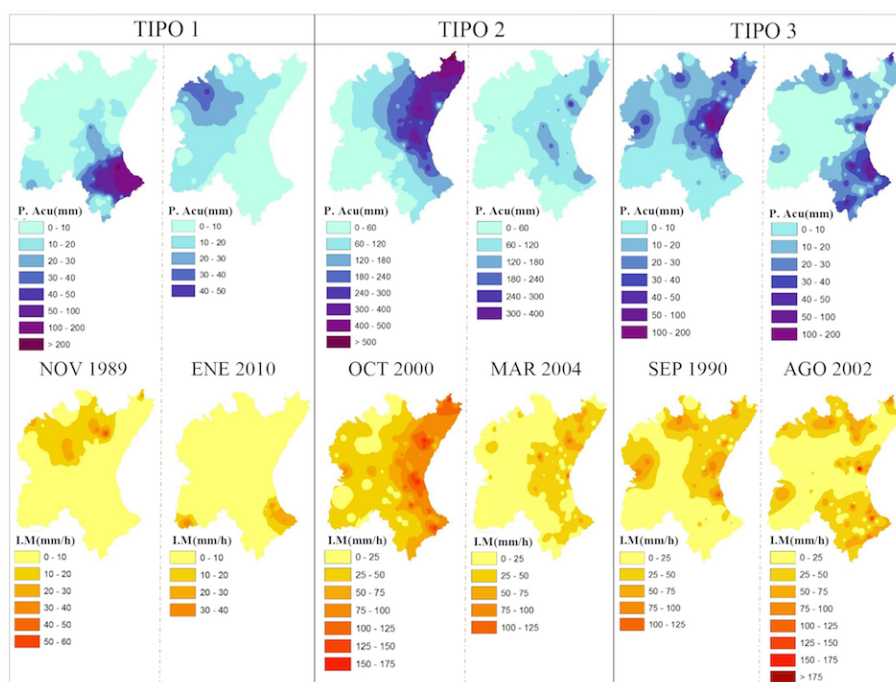 TIPO 1
TIPO 2
TIPO 3
P. Acu(mm)
0 - 10
10 - 20
20 - 30
30 - 40
40 - 50
50 - 100
100 - 200
> 200
P. Acu(mm)
0 - 10
10 - 20
20 - 30
30 - 40
40 - 50
P. Acu(mm)
0 - 60
60 - 120
120 - 180
180 - 240
240 - 300
300 - 400
400 - 500
> 500
P. Acu(mm)
0 - 60
60 - 120
120 - 180
180 - 240
240 - 300
300 - 400
P. Acu(mm)
0 - 10
10 - 20
20 - 30
30 - 40
40 - 50
50 - 100
100 - 200
P. Acu(mm)
0 - 10
10 - 20
20 - 30
30 - 40
40 - 50
50 - 100
100 - 200
NOV 1989
ENE 2010
OCT 2000
MAR 2004
SEP 1990
AGO 2002
I.M(mm/h)
0 - 10
10 - 20
20 - 30
30 - 40
40 - 50
50 - 60
I.M(mm/h)
0 - 10
10 - 20
20 - 30
30 - 40
I.M(mm/h)
0 - 25
25 - 50
50 - 75
75 - 100
100 - 125
125 - 150
150 - 175
I.M(mm/h)
0 - 25
25 - 50
50 - 75
75 - 100
100 - 125
I.M(mm/h)
0 - 25
25 - 50
50 - 75
75 - 100
100 - 125
I.M(mm/h)
0 - 25
25 - 50
50 - 75
75 - 100
100 - 125
125 - 150
150 - 175
> 175